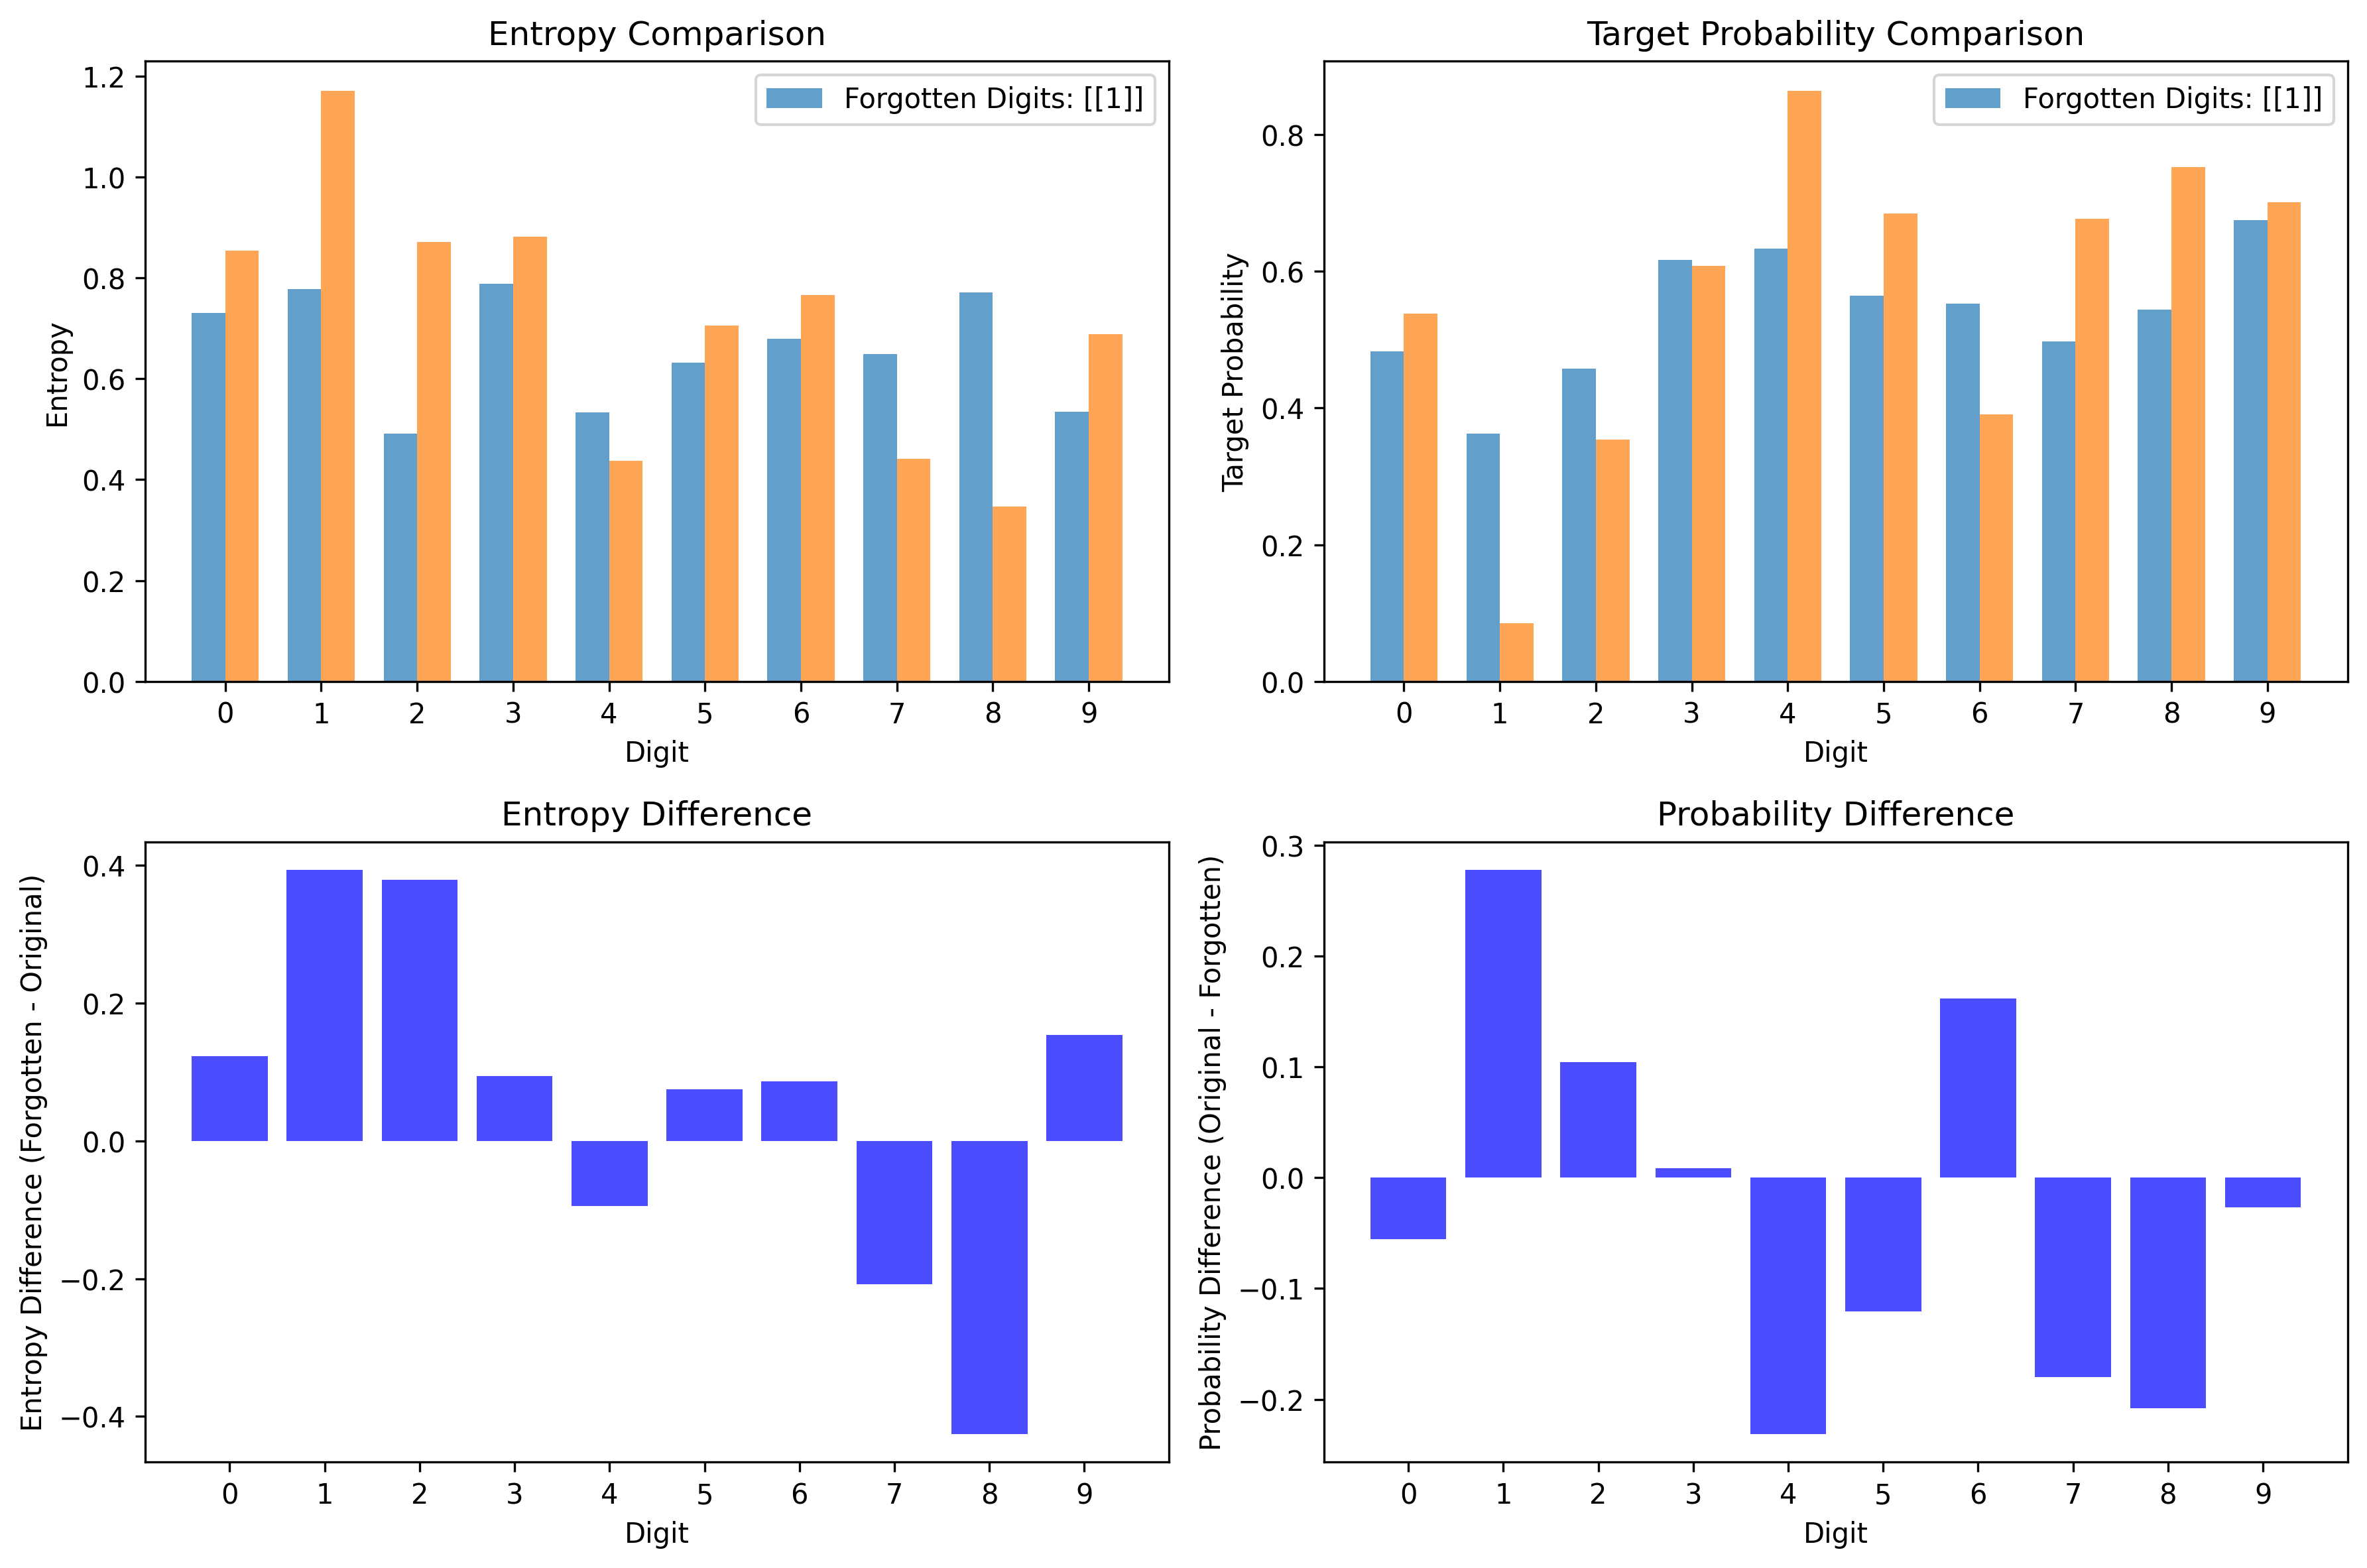 Entropy Comparison
Entropy
1.2
1.0
0.8
0.6
0.4
0.2
0.0
Forgotten Digits: [[1]]
0 1 2 3 4 5 6 7 8 9
Digit
Target Probability Comparison
Target Probability
0.8
0.6
0.4
0.2
0.0
Forgotten Digits: [[1]]
0 1 2 3 4 5 6 7 8 9
Digit
Entropy Difference
Entropy Difference (Forgotten - Original)
0.4
0.2
0.0
−0.2
−0.4
0 1 2 3 4 5 6 7 8 9
Digit
Probability Difference
Probability Difference (Original - Forgotten)
0.3
0.2
0.1
0.0
−0.1
−0.2
0 1 2 3 4 5 6 7 8 9
Digit